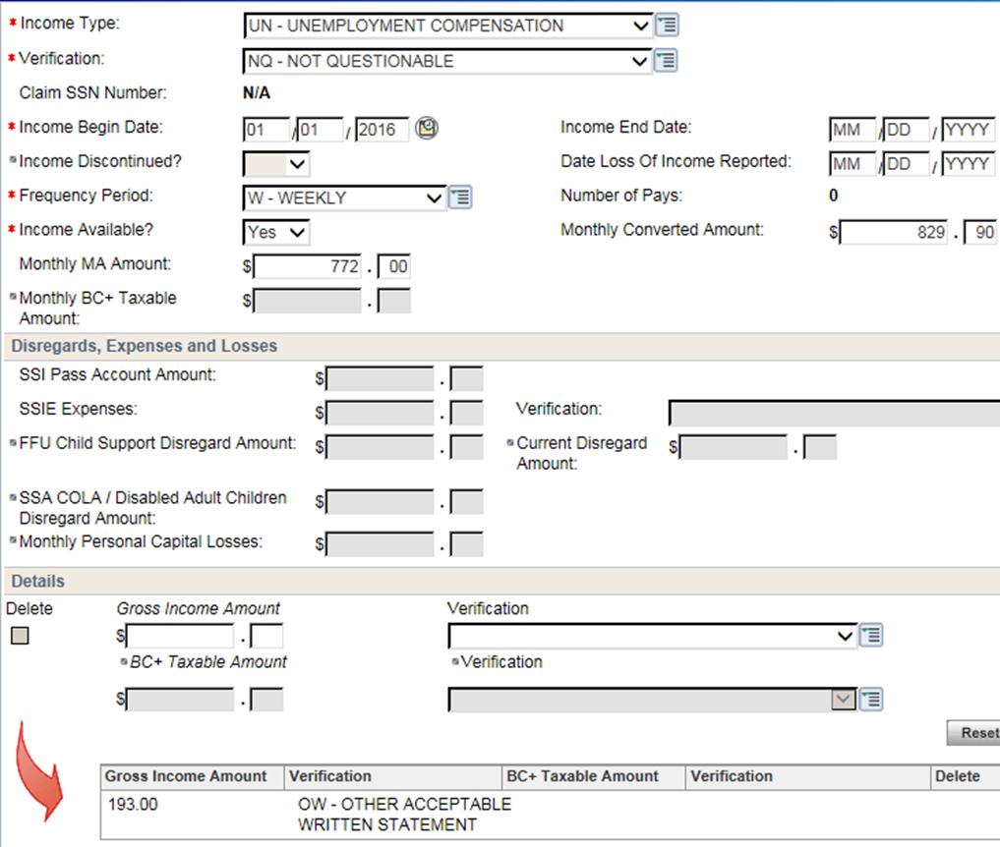 * Income Type: UN - UNEMPLOYMENT COMPENSATION
* Verification: NQ - NOT QUESTIONABLE
Claim SSN Number: N/A
* Income Begin Date: 01 / 01 / 2016 Income End Date: MM / DD / YYYY
Income Discontinued? Date Loss Of Income Reported: MM / DD / YYYY
* Frequency Period: W - WEEKLY Number of Pays: 0
* Income Available? Yes Monthly Converted Amount: $ 829 . 90
Monthly MA Amount: $ 772 . 00
Monthly BC+ Taxable $ .
Amount:
Disregards, Expenses and Losses
SSI Pass Account Amount: $ .
SSIE Expenses: $ . Verification:
FFU Child Support Disregard Amount: $ . Current Disregard $ .
Amount:
SSA COLA / Disabled Adult Children $ .
Disregard Amount:
Monthly Personal Capital Losses: $ .
Details
Delete Gross Income Amount Verification
$ .
BC+ Taxable Amount Verification
$ .
Reset
Gross Income Amount Verification BC+ Taxable Amount Verification Delete
193.00 OW - OTHER ACCEPTABLE
WRITTEN STATEMENT